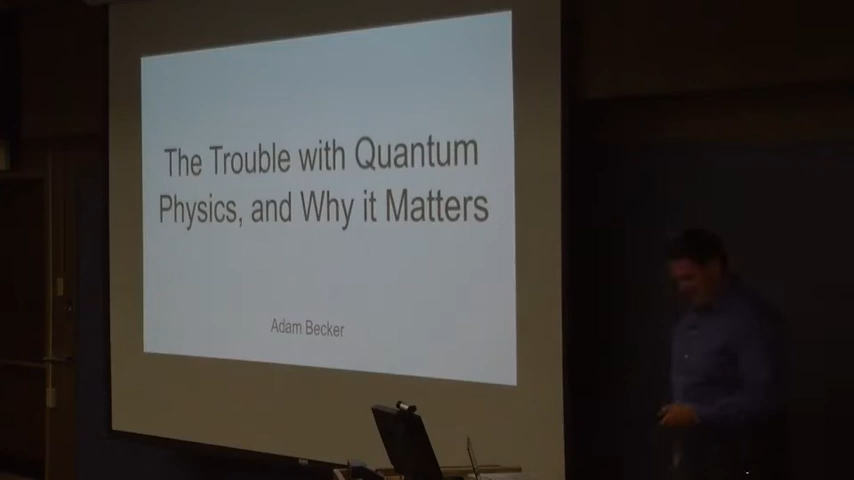 The Trouble with Quantum
Physics, and Why it Matters
Adam Becker